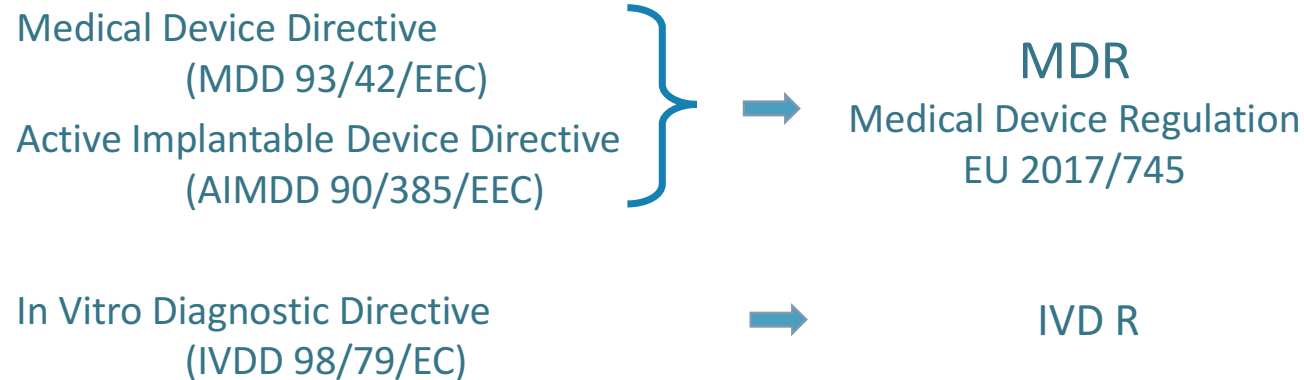 Medical Device Directive
(MDD 93/42/EEC)
Active Implantable Device Directive
(AIMDD 90/385/EEC)
MDR
Medical Device Regulation
EU 2017/745
In Vitro Diagnostic Directive
(IVDD 98/79/EC)
IVD R